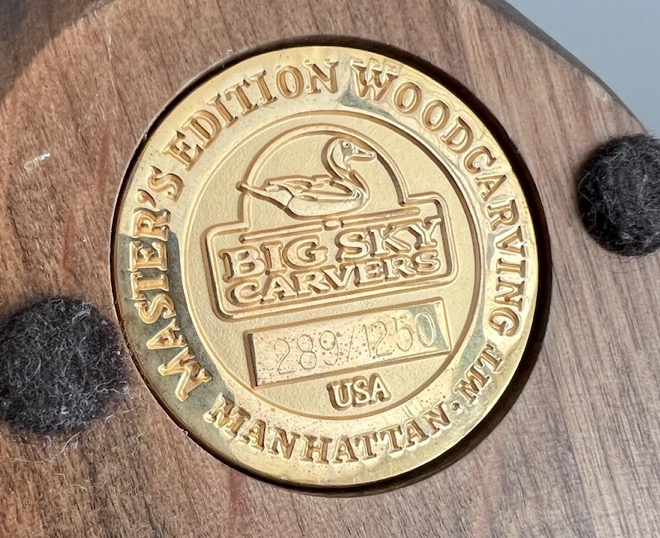 MASTER'S EDITION WOODCARVING
BIG SKY
CARVERS
289/1250
USA
MANHATTAN · MT